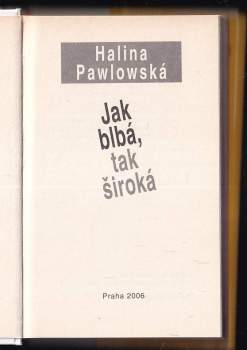 Halina
Pawlowská
Jak
blbá,
tak
široká
Praha 2006